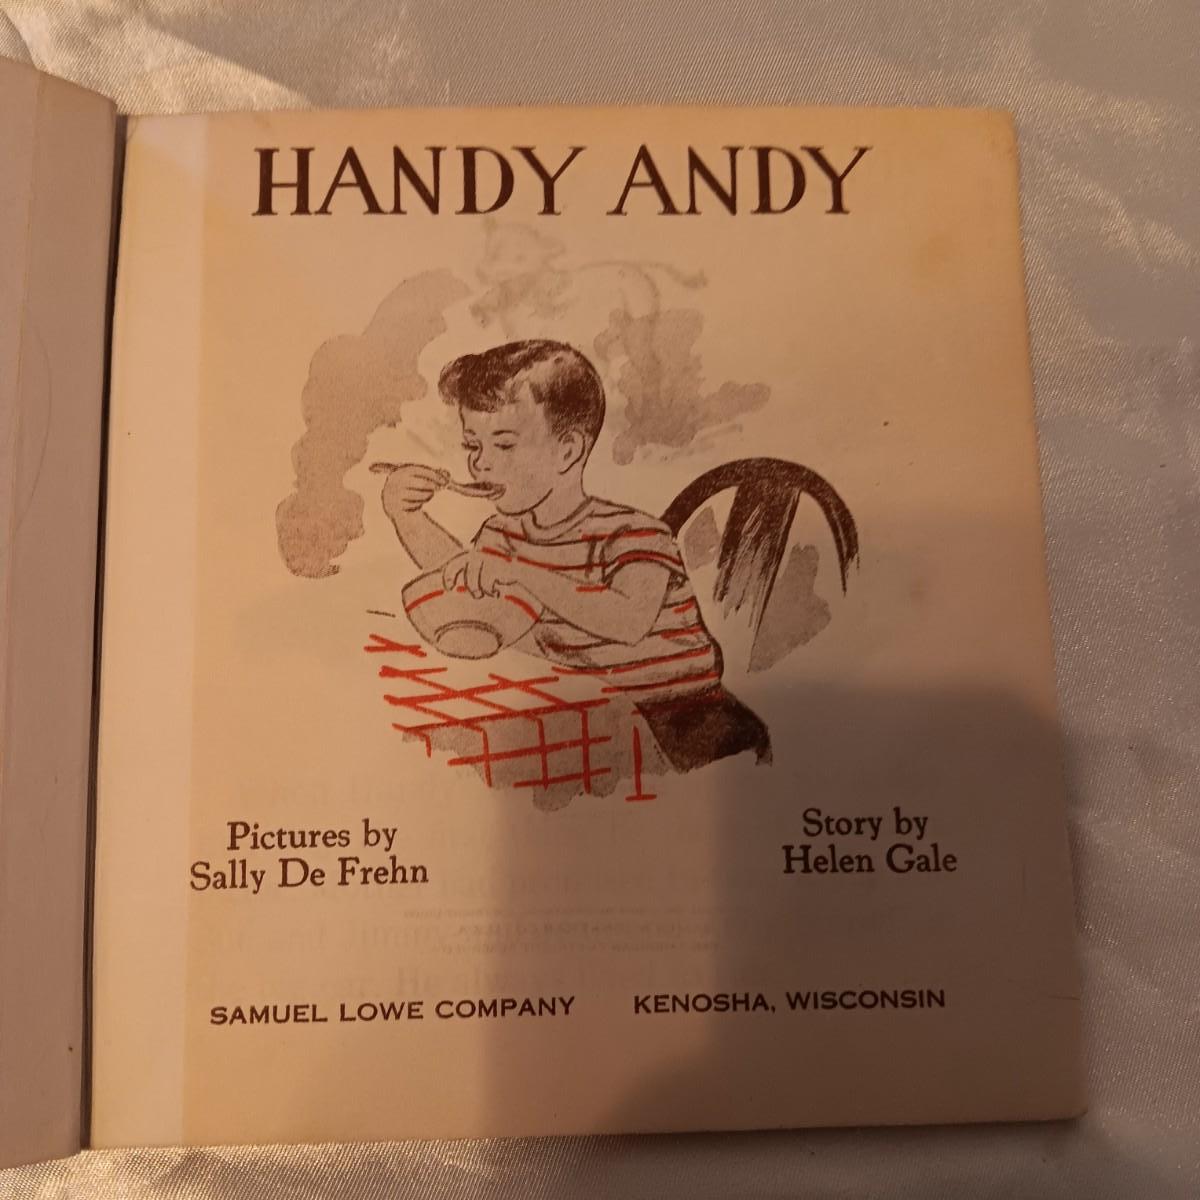 HANDY ANDY
Pictures by
Sally De Frehn
Story by
Helen Gale
SAMUEL LOWE COMPANY KENOSHA, WISCONSIN